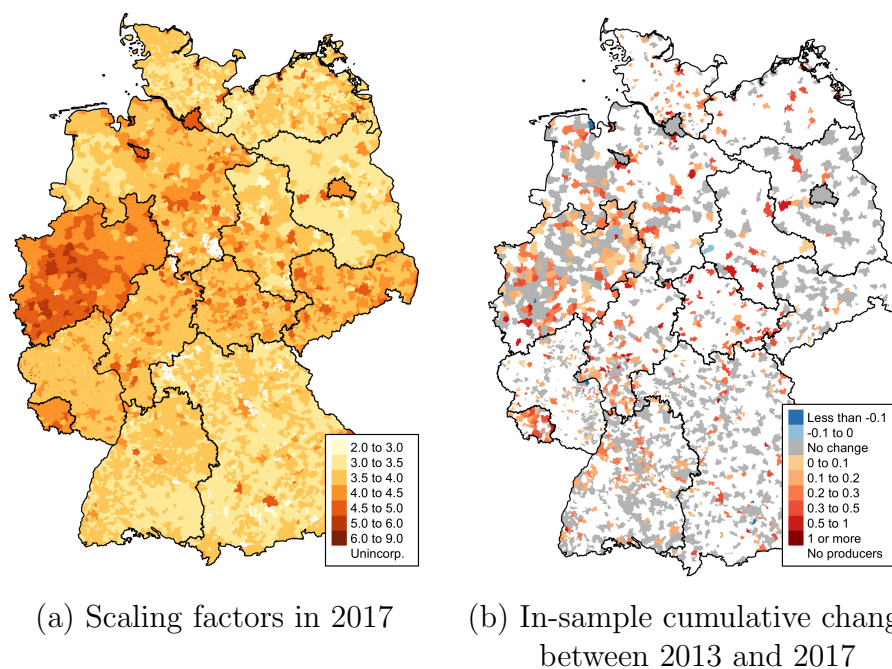 2.0 to 3.0
3.0 to 3.5
3.5 to 4.0
4.0 to 4.5
4.5 to 5.0
5.0 to 6.0
6.0 to 9.0
Unincorp.
Less than -0.1
-0.1 to 0
No change
0 to 0.1
0.1 to 0.2
0.2 to 0.3
0.3 to 0.5
0.5 to 1
1 or more
No producers
(a) Scaling factors in 2017
(b) In-sample cumulative chang
between 2013 and 2017